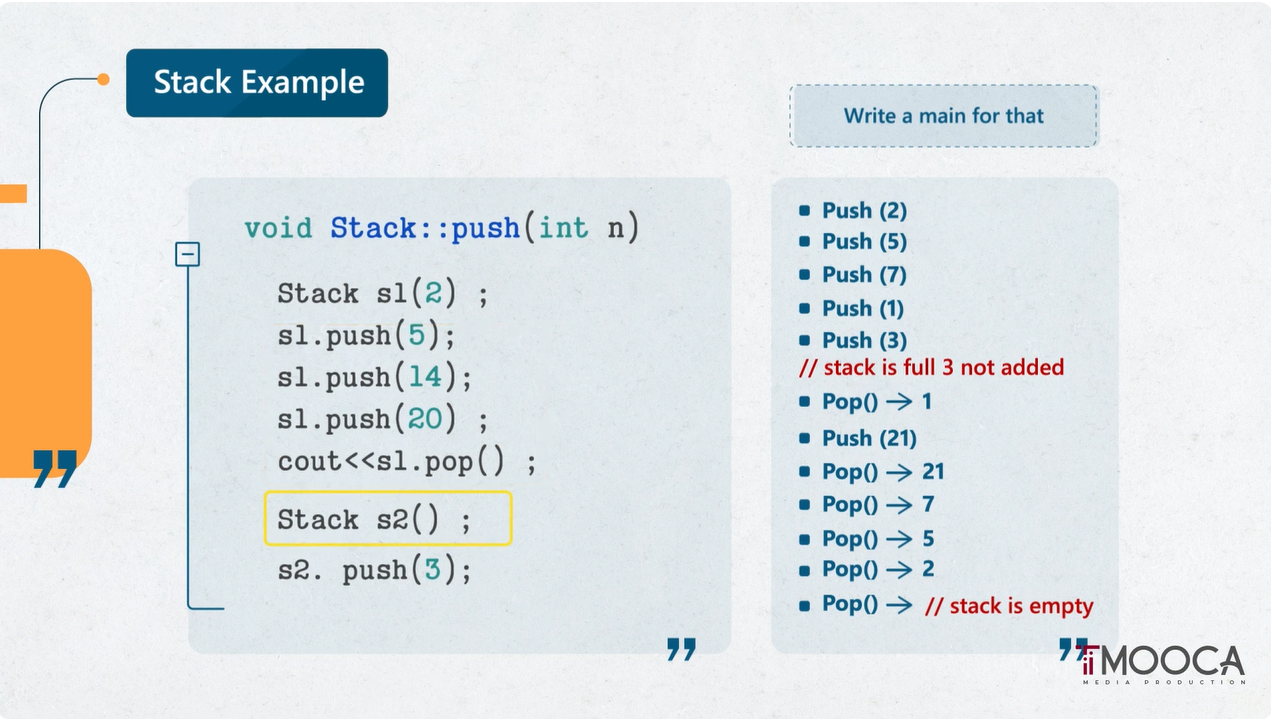 Stack Example
Write a main for that
void Stack::push(int n)
Stack s1(2) ;
s1.push(5);
s1.push(14);
s1.push(20) ;
cout<<s1.pop() ;
Stack s2() ;
s2. push(3);
Push (2)
Push (5)
Push (7)
Push (1)
Push (3)
// stack is full 3 not added
Pop() → 1
Push (21)
Pop() → 21
Pop() → 7
Pop() → 5
Pop() → 2
Pop() → // stack is empty
iTMOOCA
MEDIA PRODUCTION